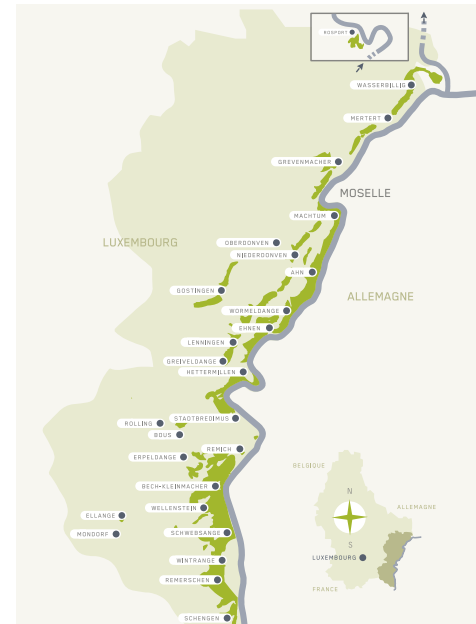 ROSPORT
WASSERBILLIG
MERTERT
GREVENMACHER
MOSELLE
MACHTUM
LUXEMBOURG
OBERDONVEN
NIEDERDONVEN
AHN
GOSTINGEN
ALLEMAGNE
WORMELDANGE
EHNEN
LENNINGEN
GREIVELDANGE
HETTERMILLEN
STADTBREDIMUS
ROLLING
BOUS
REMICH
ERPELDANGE
BELGIQUE
BECH-KLEINMACHER
N
WELLENSTEIN
ALLEMAGNE
ELLANGE
MONDORF
SCHWEBSANGE
S
LUXEMBOURG
WINTRANGE
REMERSCHEN
FRANCE
SCHENGEN